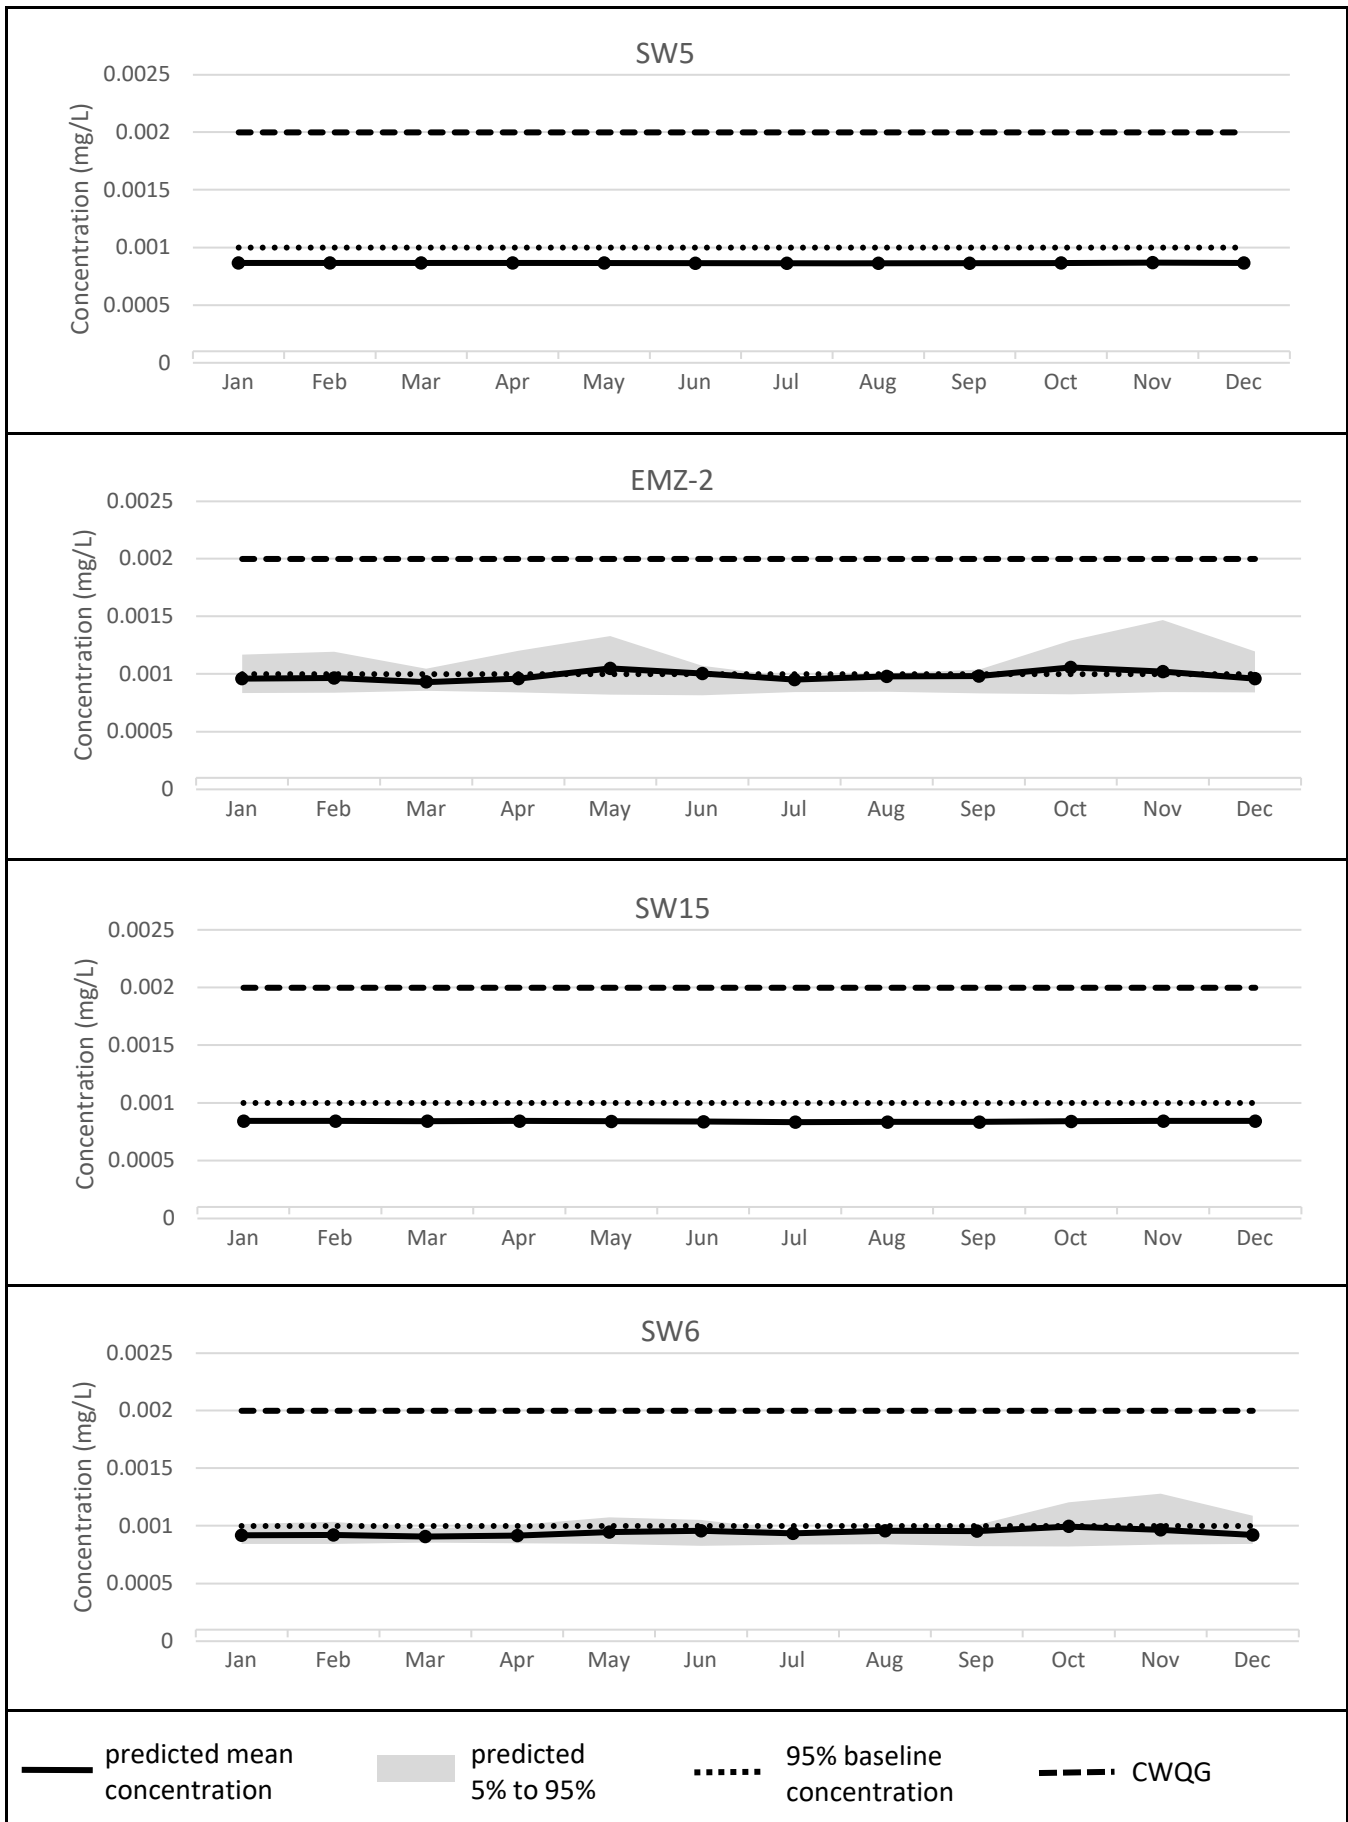 SW5
Concentration (mg/L)
0.0025
0.002
0.0015
0.001
0.0005
0
Jan Feb Mar Apr May Jun Jul Aug Sep Oct Nov Dec
EMZ-2
Concentration (mg/L)
0.0025
0.002
0.0015
0.001
0.0005
0
Jan Feb Mar Apr May Jun Jul Aug Sep Oct Nov Dec
SW15
Concentration (mg/L)
0.0025
0.002
0.0015
0.001
0.0005
0
Jan Feb Mar Apr May Jun Jul Aug Sep Oct Nov Dec
SW6
Concentration (mg/L)
0.0025
0.002
0.0015
0.001
0.0005
0
Jan Feb Mar Apr May Jun Jul Aug Sep Oct Nov Dec
predicted mean
concentration
predicted
5% to 95%
95% baseline
concentration
CWQG